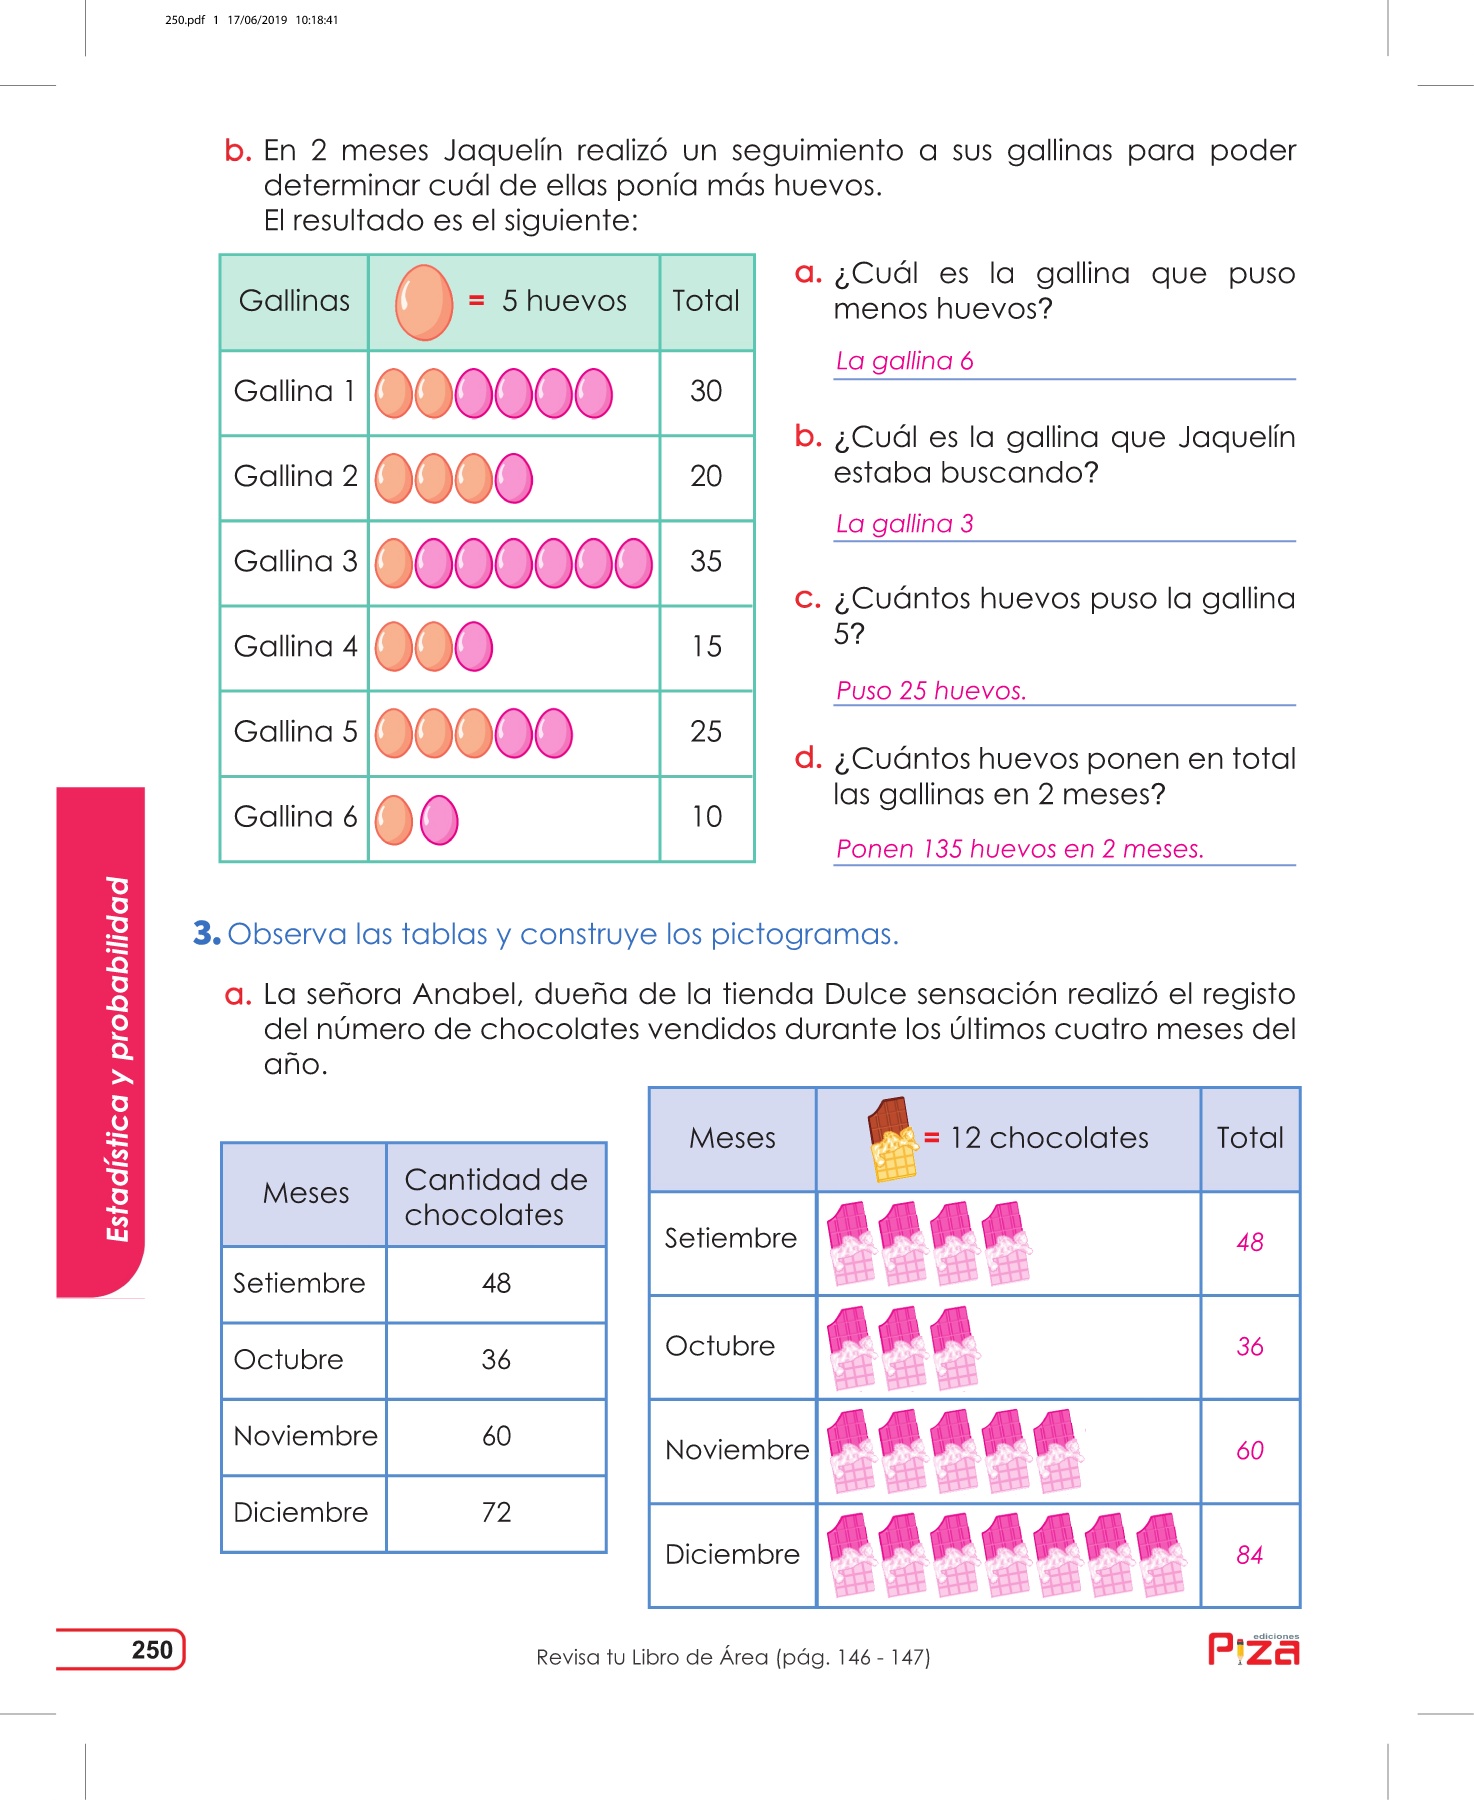 250.pdf 1 17/06/2019 10:18:41
b. En 2 meses Jaquelín realizó un seguimiento a sus gallinas para poder
determinar cuál de ellas ponía más huevos.
El resultado es el siguiente:
Gallinas = 5 huevos Total
Gallina 1 30
Gallina 2 20
Gallina 3 35
Gallina 4 15
Gallina 5 25
Gallina 6 10
a. ¿Cuál es la gallina que puso
menos huevos?
La gallina 6
b. ¿Cuál es la gallina que Jaquelín
estaba buscando?
La gallina 3
c. ¿Cuántos huevos puso la gallina
5?
Puso 25 huevos.
d. ¿Cuántos huevos ponen en total
las gallinas en 2 meses?
Ponen 135 huevos en 2 meses.
Estadística y probabilidad
3. Observa las tablas y construye los pictogramas.
a. La señora Anabel, dueña de la tienda Dulce sensación realizó el registo
del número de chocolates vendidos durante los últimos cuatro meses del
año.
Meses Cantidad de
chocolates
Setiembre 48
Octubre 36
Noviembre 60
Diciembre 72
Meses = 12 chocolates Total
Setiembre 48
Octubre 36
Noviembre 60
Diciembre 84
250
Revisa tu Libro de Área (pág. 146 - 147)
ediciones
Piza